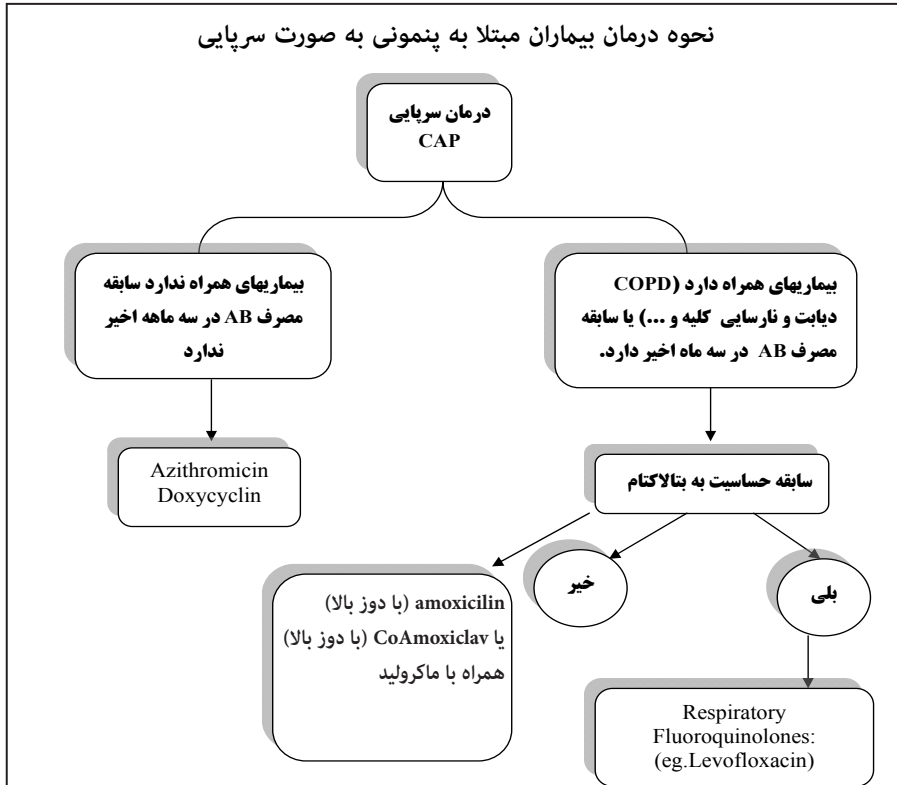 نحوه درمان بیماران مبتلا به پنمونی به صورت سرپایی
درمان سرپایی
CAP
بیماریهای همراه دارد (COPD
دیابت و نارسایی کلیه و ...) یا سابقه
مصرف AB در سه ماه اخیر دارد.
بیماریهای همراه ندارد سابقه
مصرف AB در سه ماهه اخیر
ندارد
سابقه حساسیت به بتالاکتام
Azithromicin
Doxycyclin
بلی
خیر
amoxicilin (با دوز بالا)
یا CoAmoxiclav (با دوز بالا)
همراه با ماکرولید
Respiratory
Fluoroquinolones:
(eg.Levofloxacin)